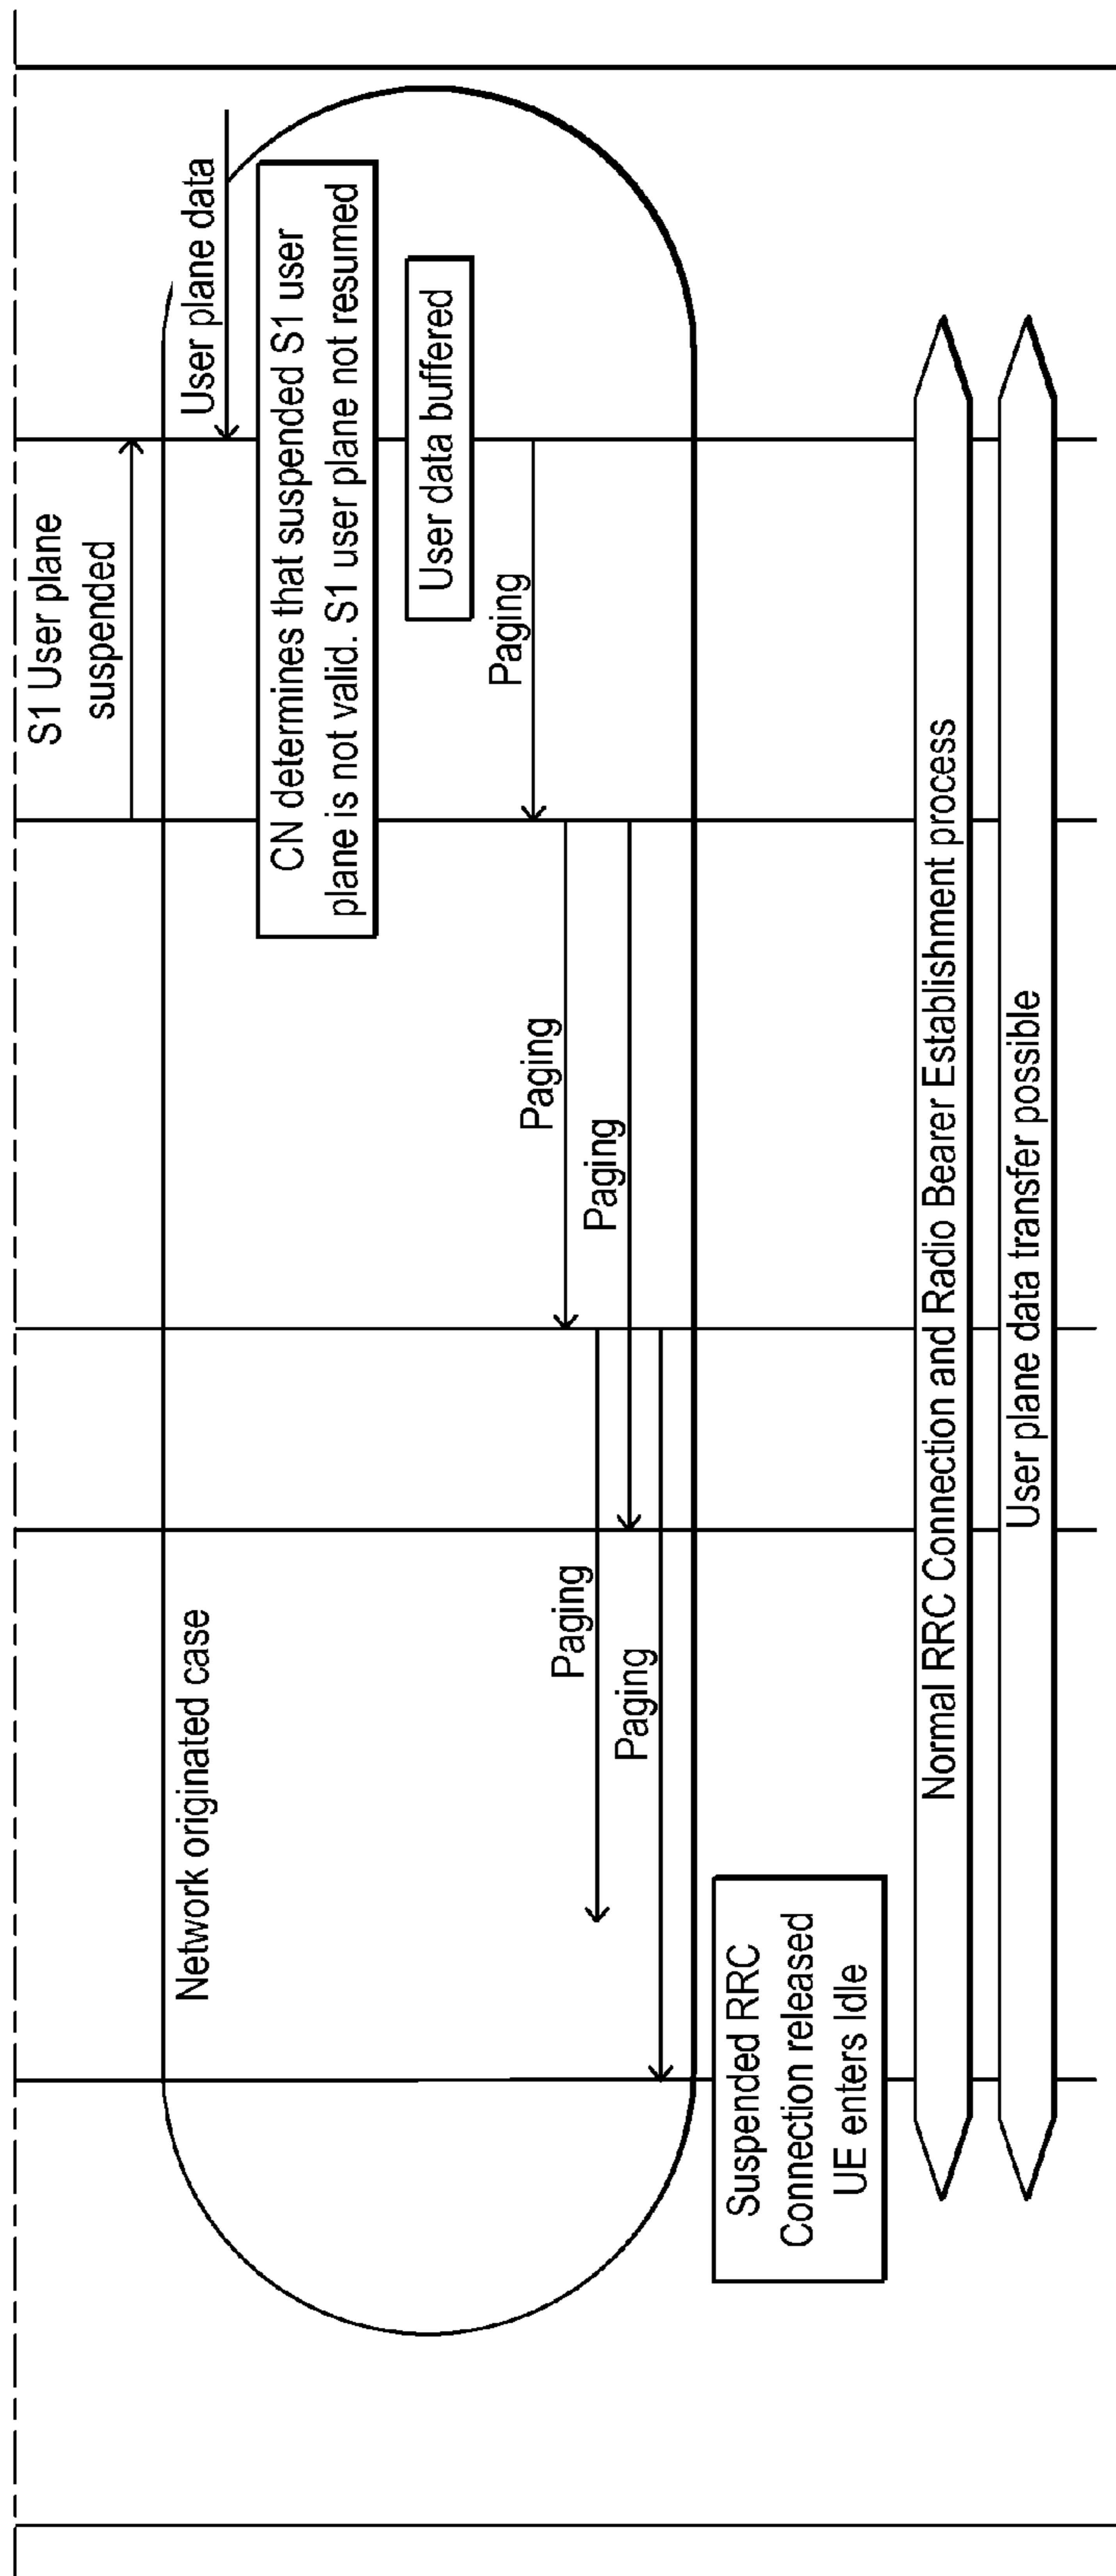 S1 User plane
suspended
User plane data
Network originated case
CN determines that suspended S1 user
plane is not valid. S1 user plane not resumed
User data buffered
Paging
Paging
Paging
Paging
Paging
Suspended RRC
Connection released
UE enters Idle
Normal RRC Connection and Radio Bearer Establishment process
User plane data transfer possible